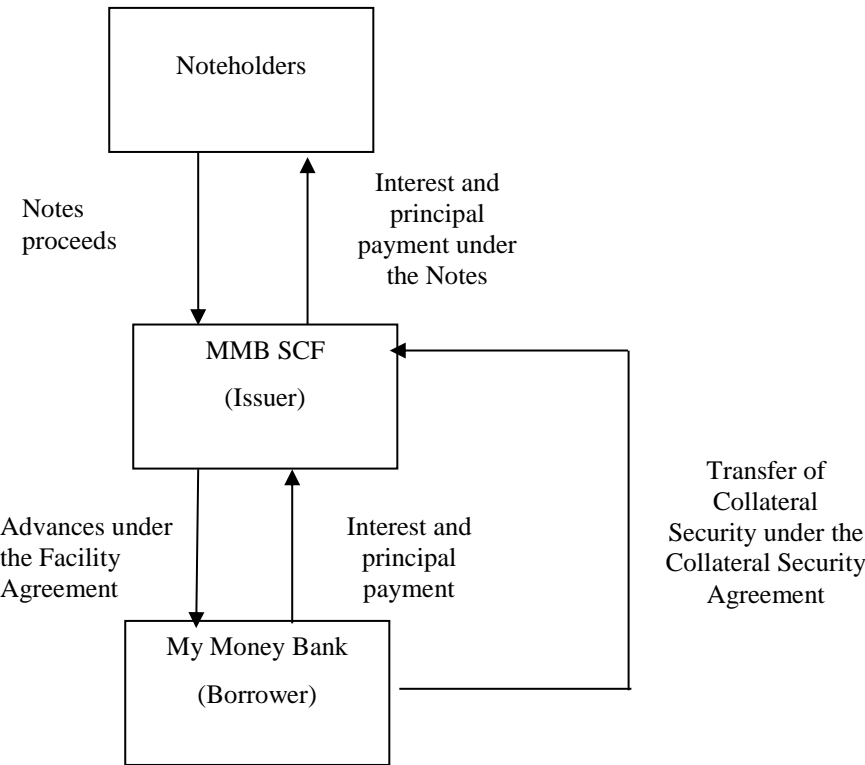 Noteholders
Notes
proceeds
Interest and
principal
payment under
the Notes
MMB SCF
(Issuer)
Advances under
the Facility
Agreement
Interest and
principal
payment
Transfer of
Collateral
Security under the
Collateral Security
Agreement
My Money Bank
(Borrower)